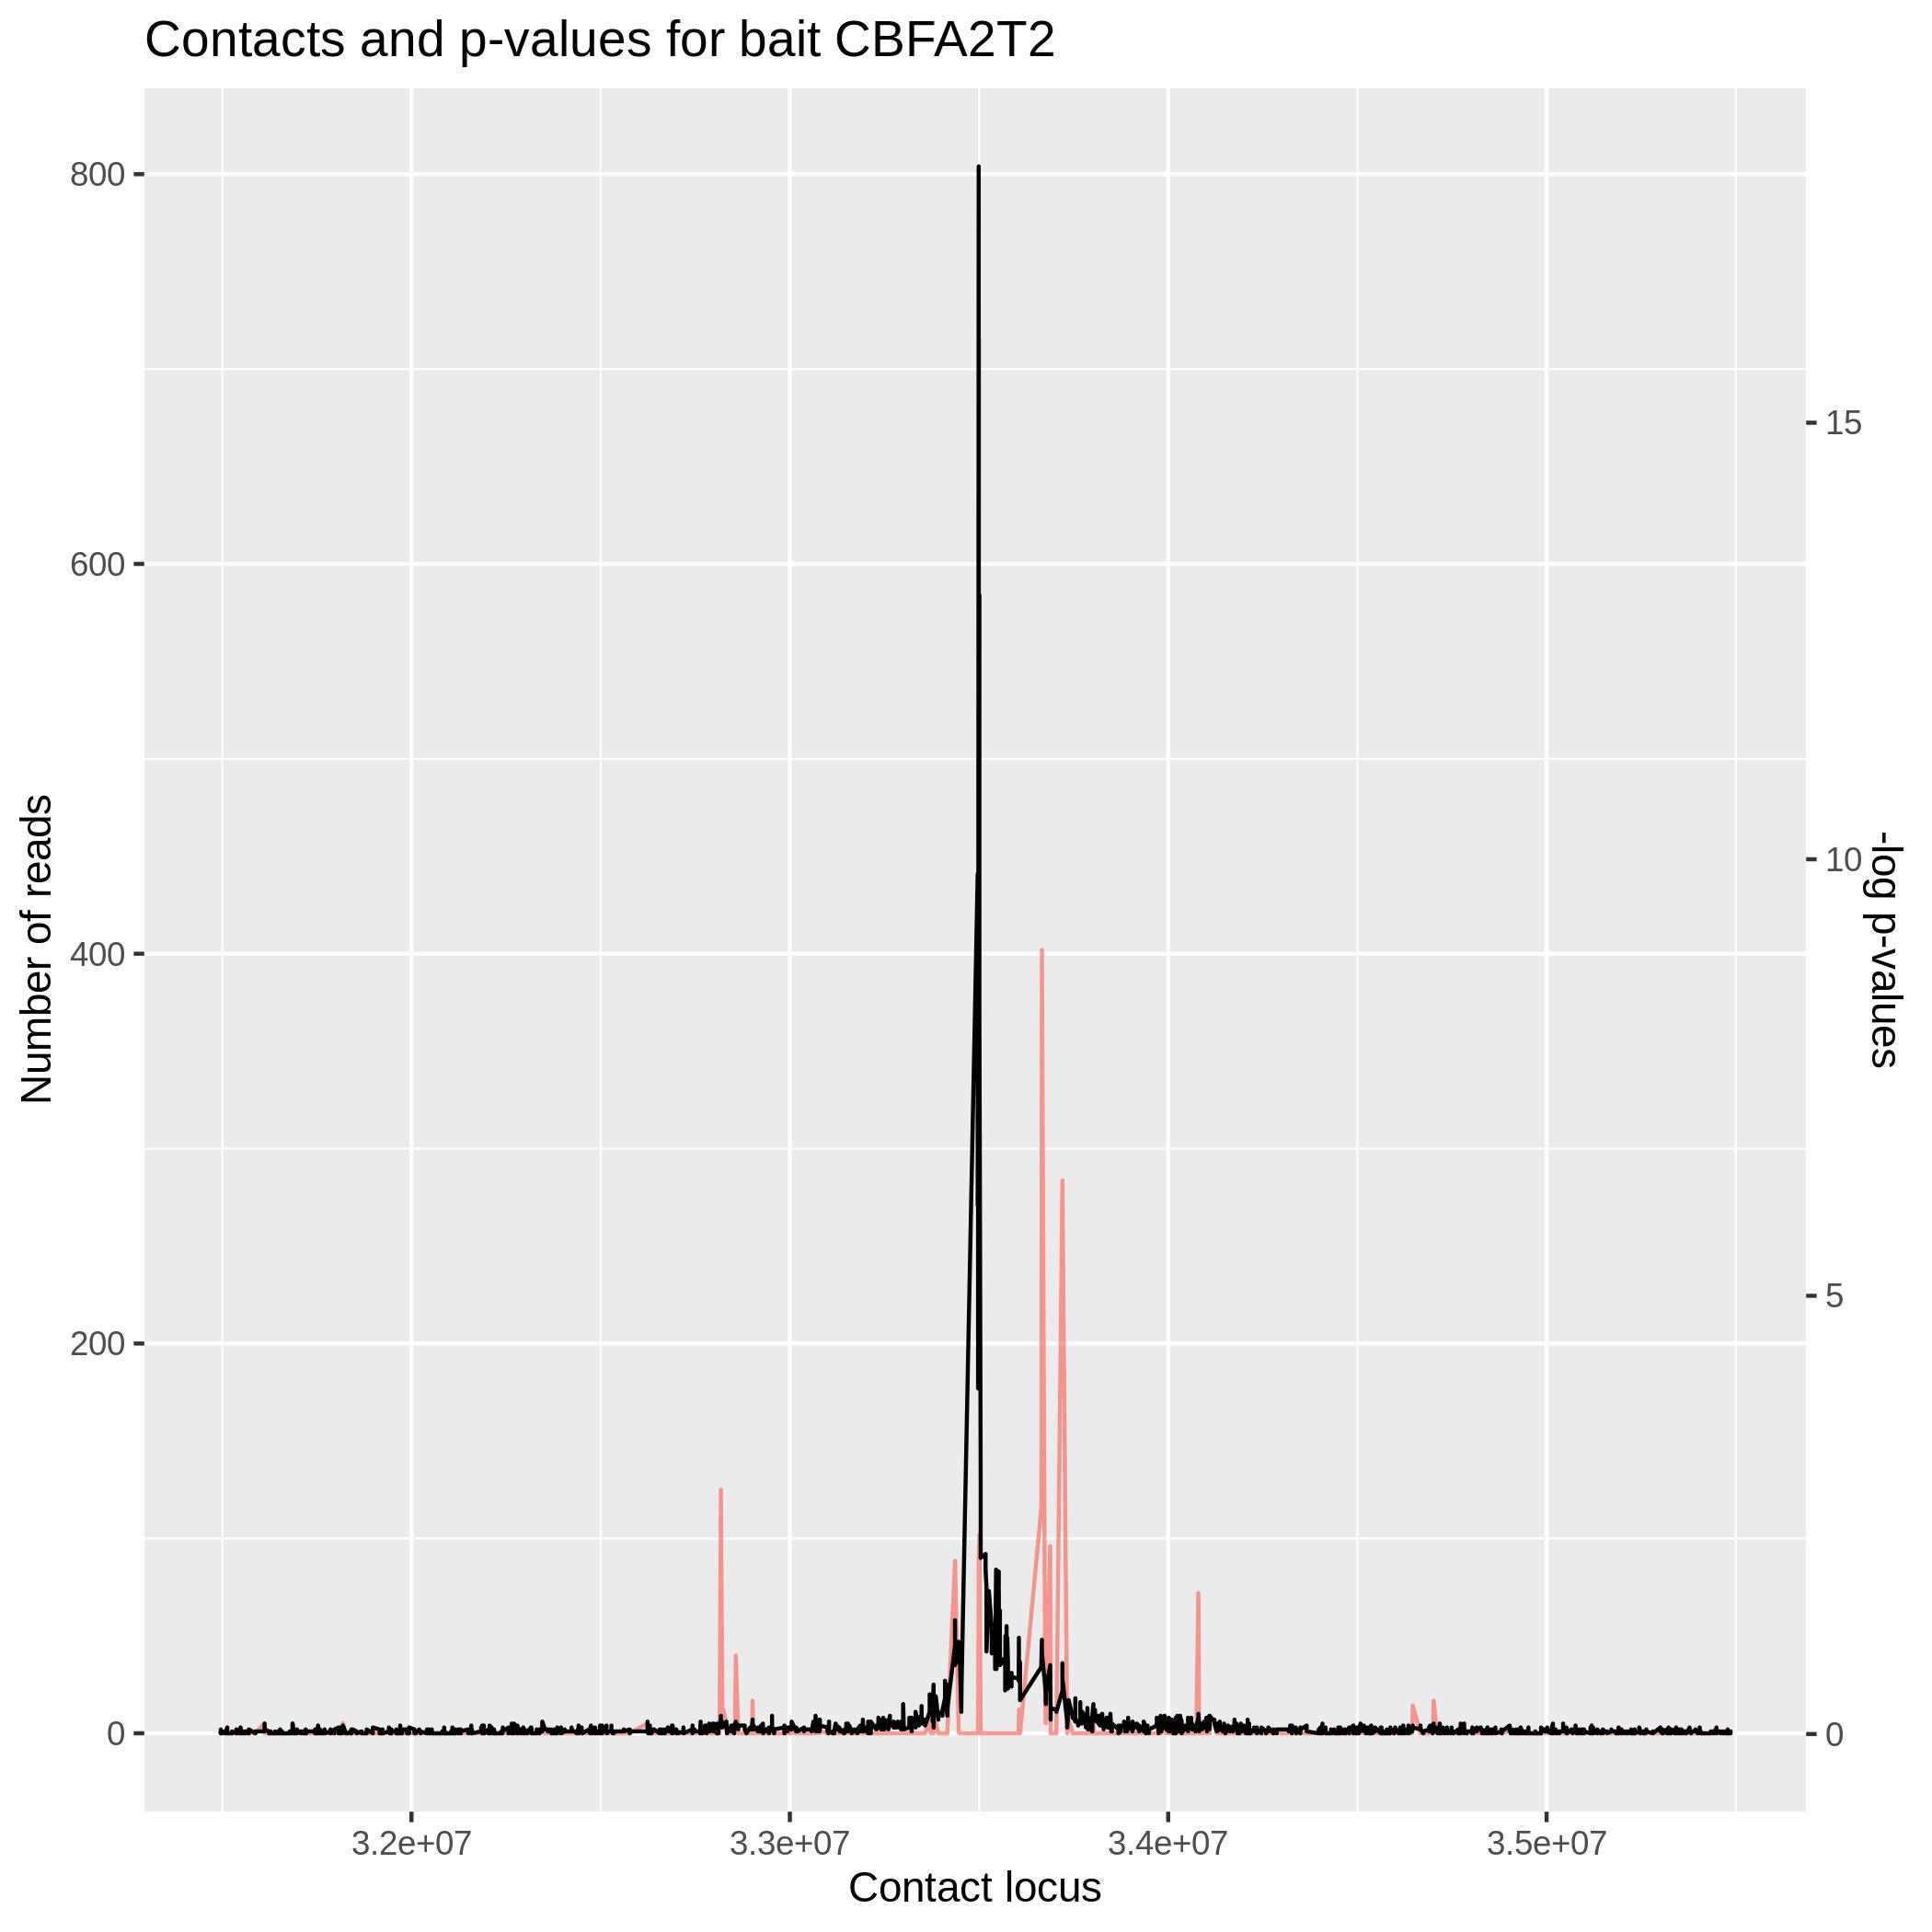 Contacts and p-values for bait CBFA2T2
Number of reads
800
600
400
200
0
15
10
5
0
-log p-values
3.2e+07
3.3e+07
3.4e+07
3.5e+07
Contact locus